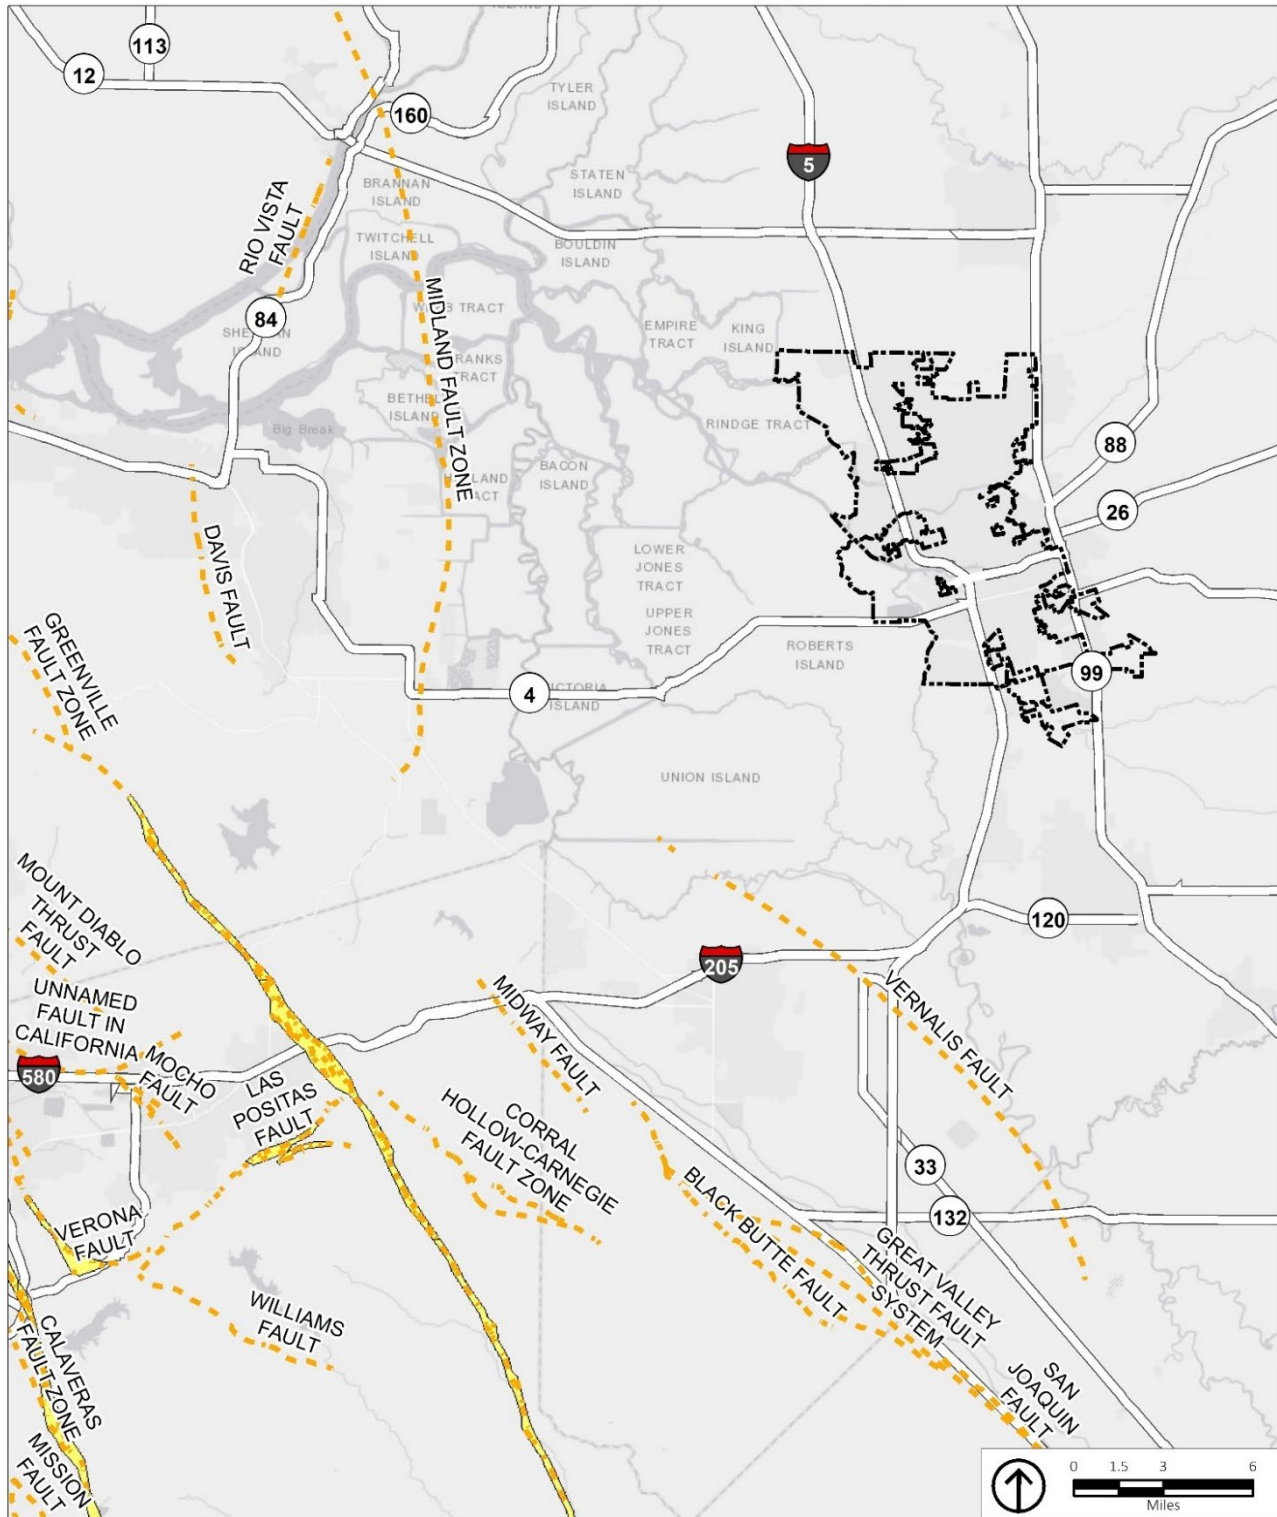 ISLAND
113
12
TYLER
ISLAND
160
5
STATEN
ISLAND
BRANNAN
ISLAND
RIO VISTA
FAULT
TWITCHELL
ISLAND
BOULDIN
ISLAND
MIDLAND FAULT ZONE
TRACT
84
EMPIRE
TRACT
KING
ISLAND
ISLAND
TRACT
BETHEL
ISLAND
RINDGE TRACT
Big Break
88
BACON
ISLAND
26
DAVIS FAULT
LOWER
JONES
TRACT
UPPER
JONES
TRACT
GREENVILLE
FAULT ZONE
ROBERTS
ISLAND
99
4
ISLAND
UNION ISLAND
MOUNT DIABLO
THRUST
FAULT
120
205
UNNAMED
FAULT IN
CALIFORNIA
MIDWAY FAULT
VERNALIS FAULT
580
MOCHO
FAULT
LAS
POSITAS
FAULT
CORRAL
HOLLOW-CARNEGIE
FAULT ZONE
33
132
BLACK BUTTE FAULT
VERONA
FAULT
GREAT VALLEY
THRUST FAULT
SYSTEM
WILLIAMS
FAULT
CALAVERAS
FAULT ZONE
SAN
JOAQUIN
FAULT
MISSION
FAULT
0 1.5 3 6
Miles